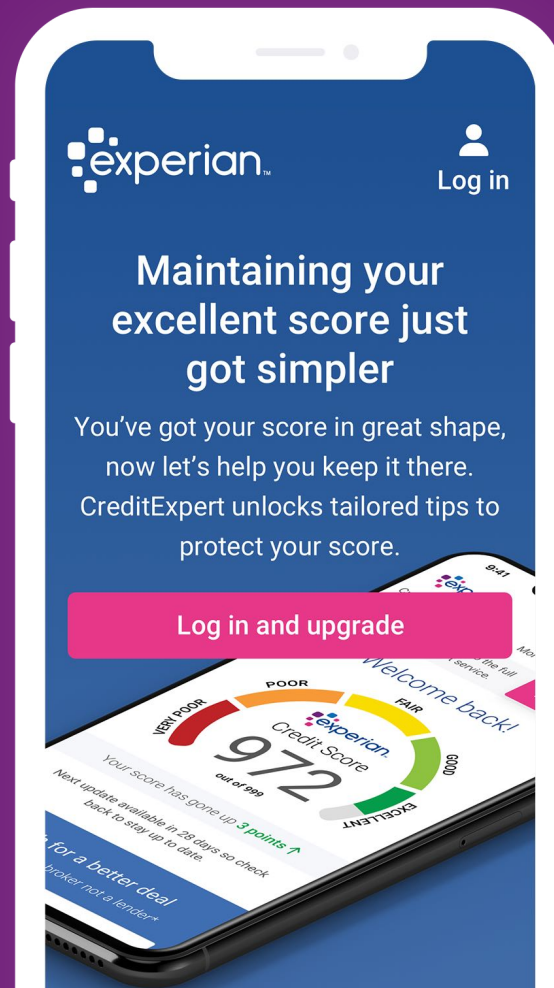 experian™
Log in
Maintaining your
excellent score just
got simpler
You’ve got your score in great shape,
now let’s help you keep it there.
CreditExpert unlocks tailored tips to
protect your score.
Log in and upgrade
9:41
the full
service.
Welcome back!
VERY POOR
POOR
FAIR
GOOD
EXCELLENT
experian.
Credit Score
972
out of 999
Your score has gone up 3 points ↑
Next update available in 28 days so check
back to stay up to date.
for a better deal
broker not a lender*